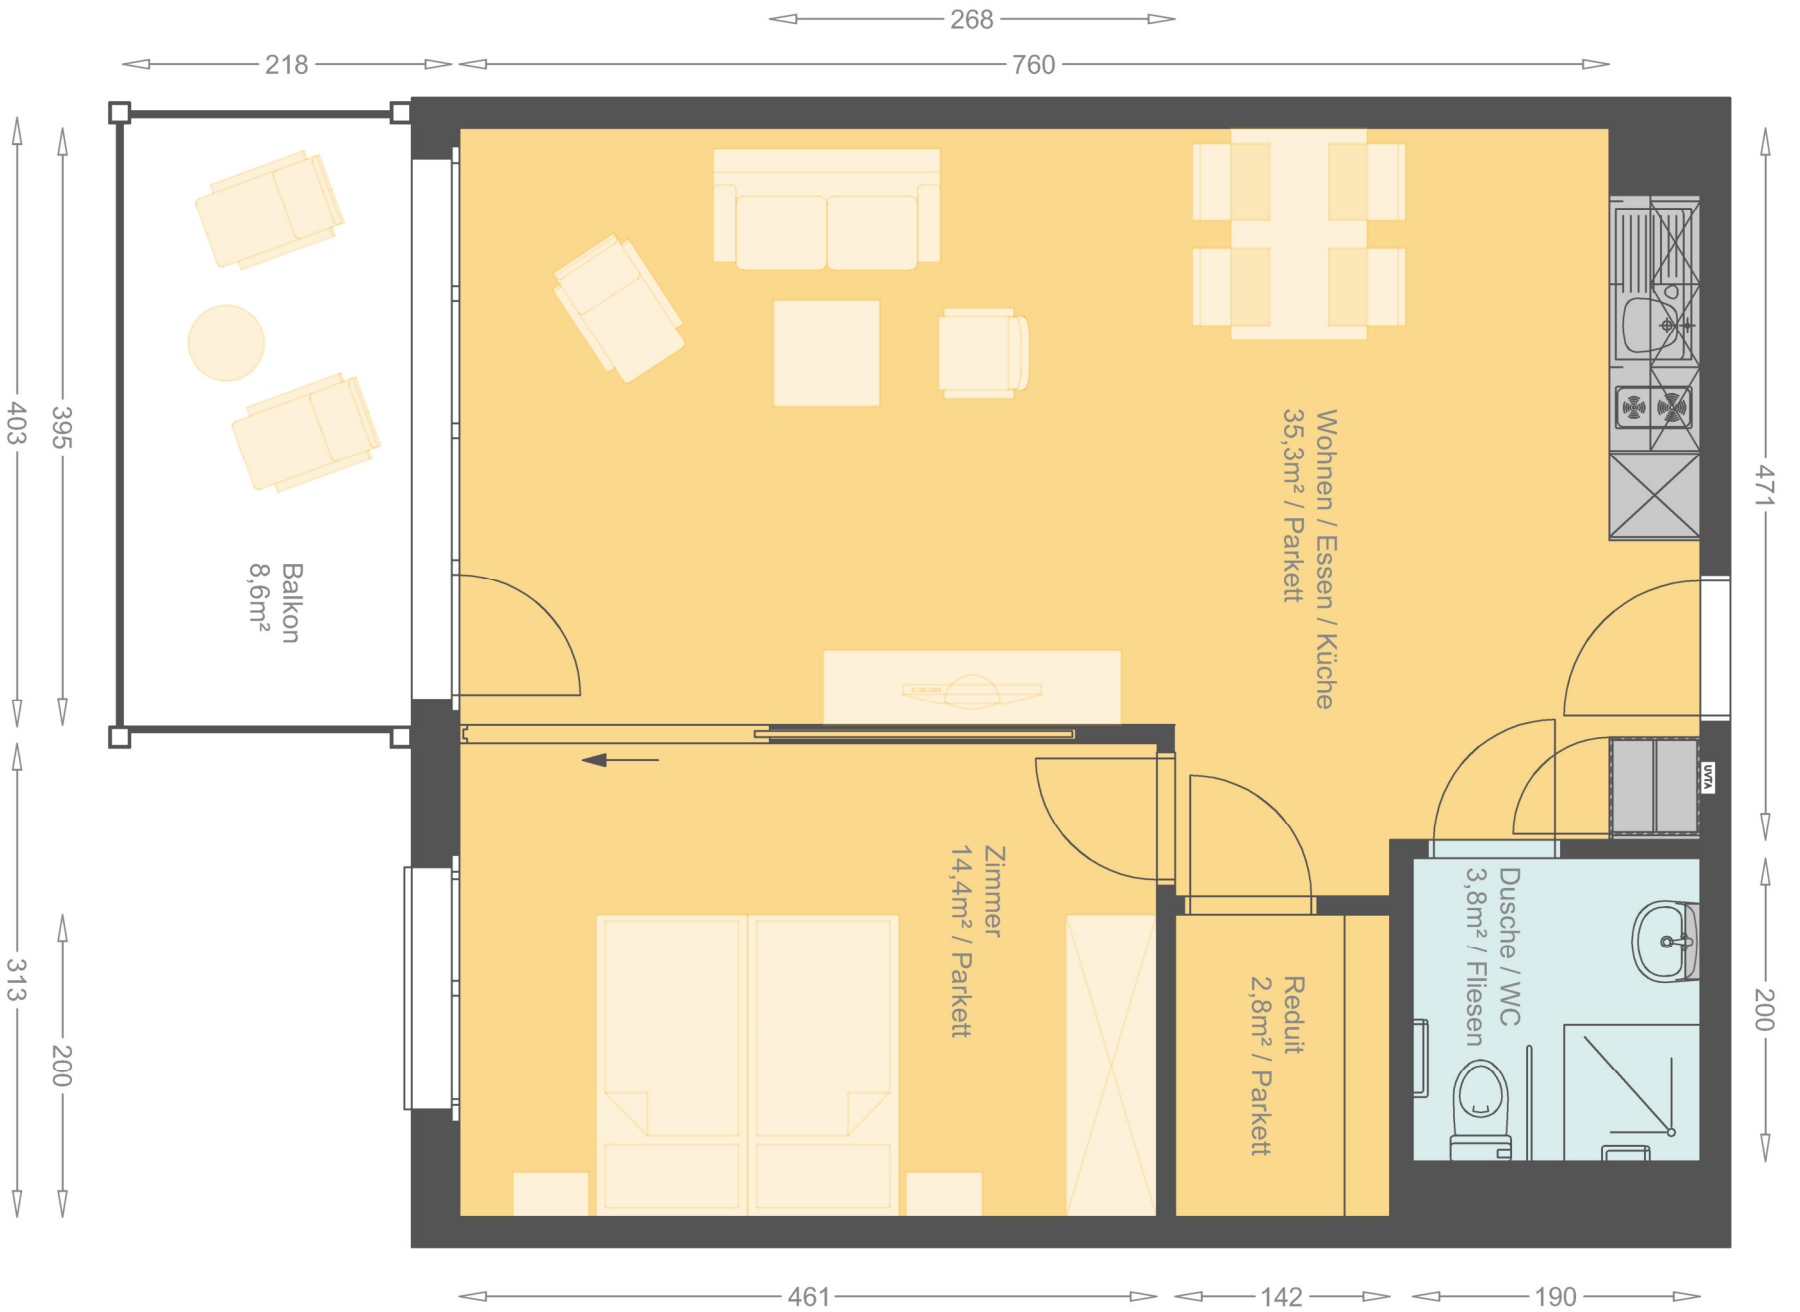 268
218
760
403
395
471
Wohnen / Essen / Küche
35,3m² / Parkett
Balkon
8,6m²
UVTA
Zimmer
14,4m² / Parkett
Dusche / WC
3,8m² / Fliesen
Reduit
2,8m² / Parkett
313
200
200
461
142
190